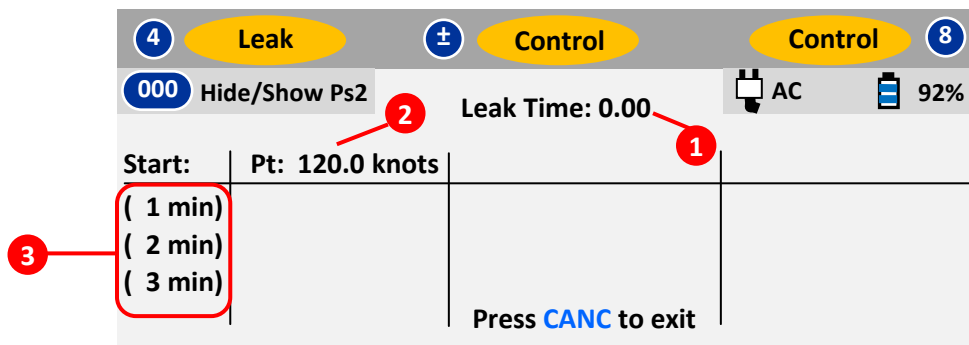 4 Leak ± Control Control 8
000 Hide/Show Ps2 AC 92%
Leak Time: 0.00
2
1
Start: Pt: 120.0 knots
( 1 min)
( 2 min)
3
( 3 min)
Press CANC to exit